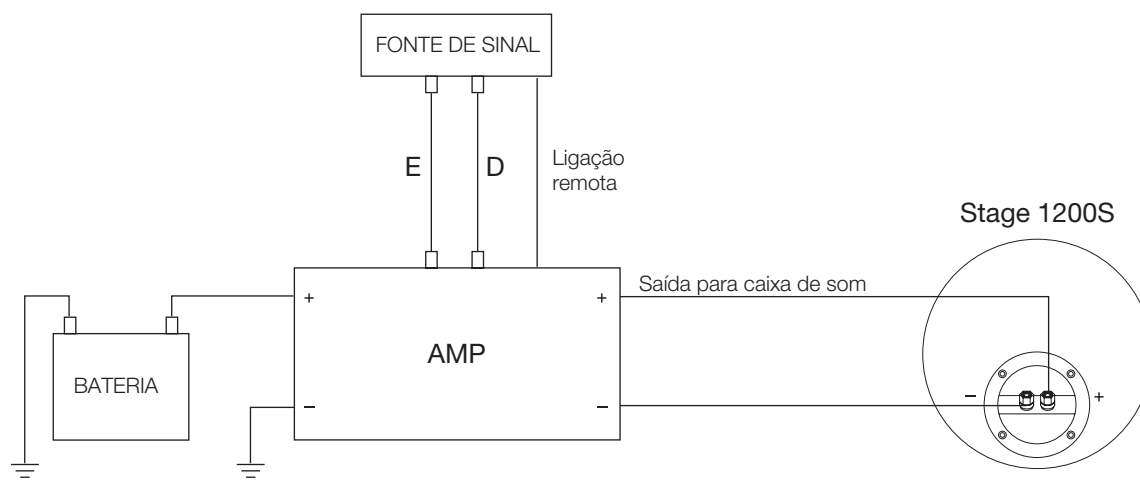 FONTE DE SINAL
E
D
Ligação
remota
Stage 1200S
Saída para caixa de som
+
+
AMP
BATERIA
−
+
−
−